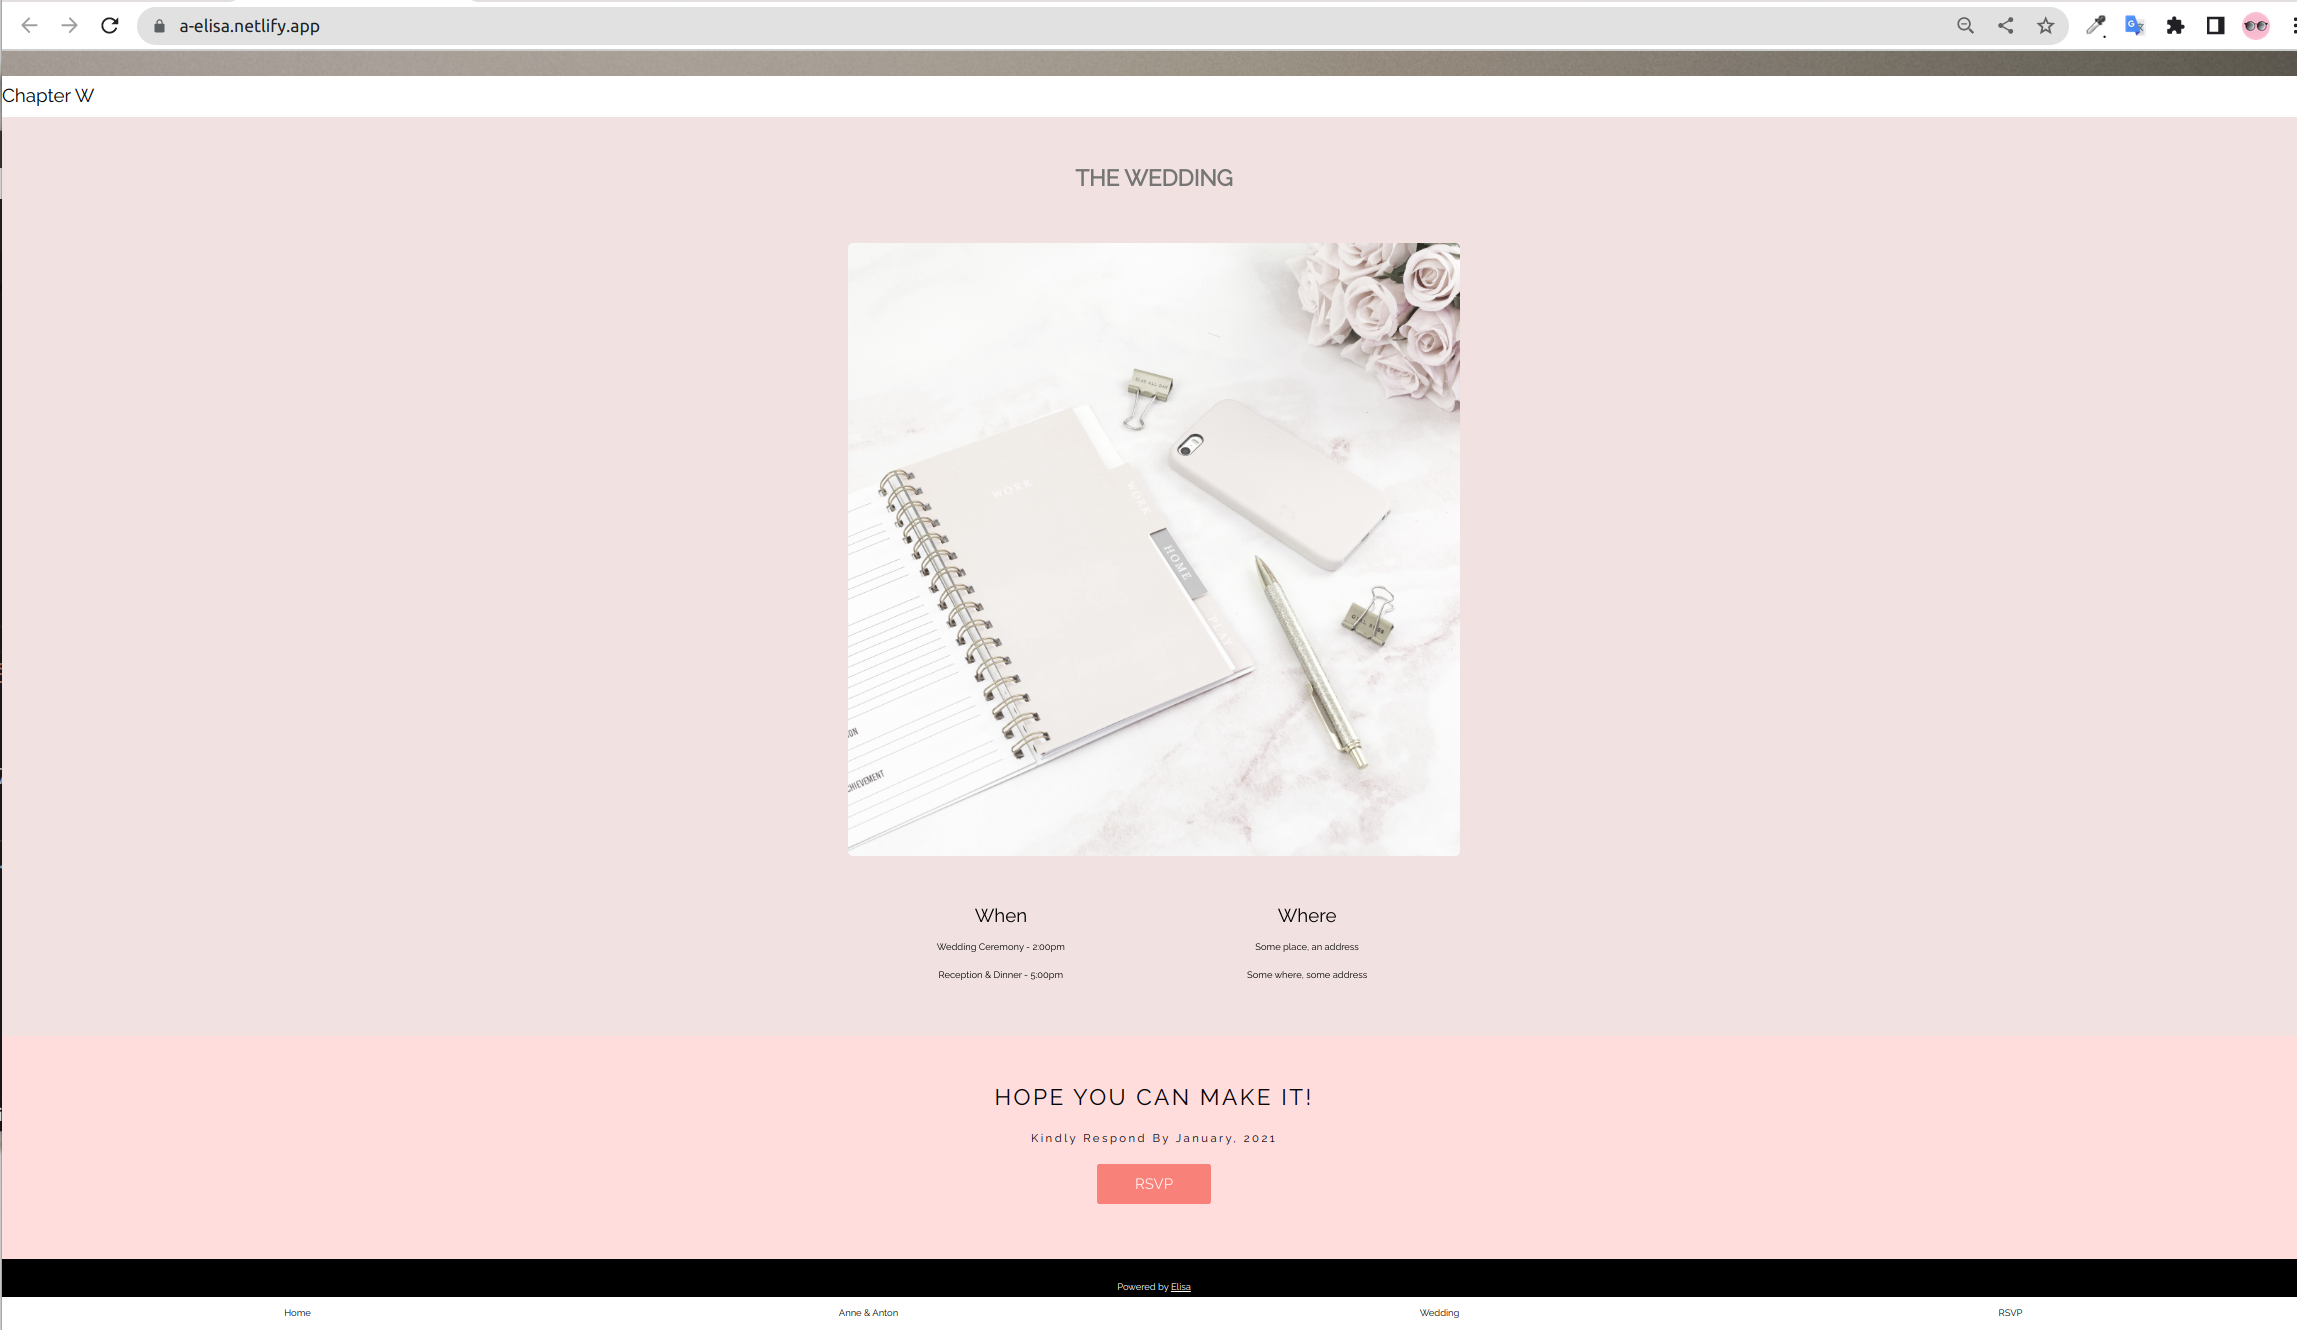 a-elisa.netlify.app
Chapter W
THE WEDDING
WORK
WORK
HOME
PLAY
When
Where
Wedding Ceremony - 2:00pm
Some place, an address
Reception & Dinner - 5:00pm
Some where, some address
HOPE YOU CAN MAKE IT!
Kindly Respond By January, 2021
RSVP
Powered by Elisa
Home
Anne & Anton
Wedding
RSVP